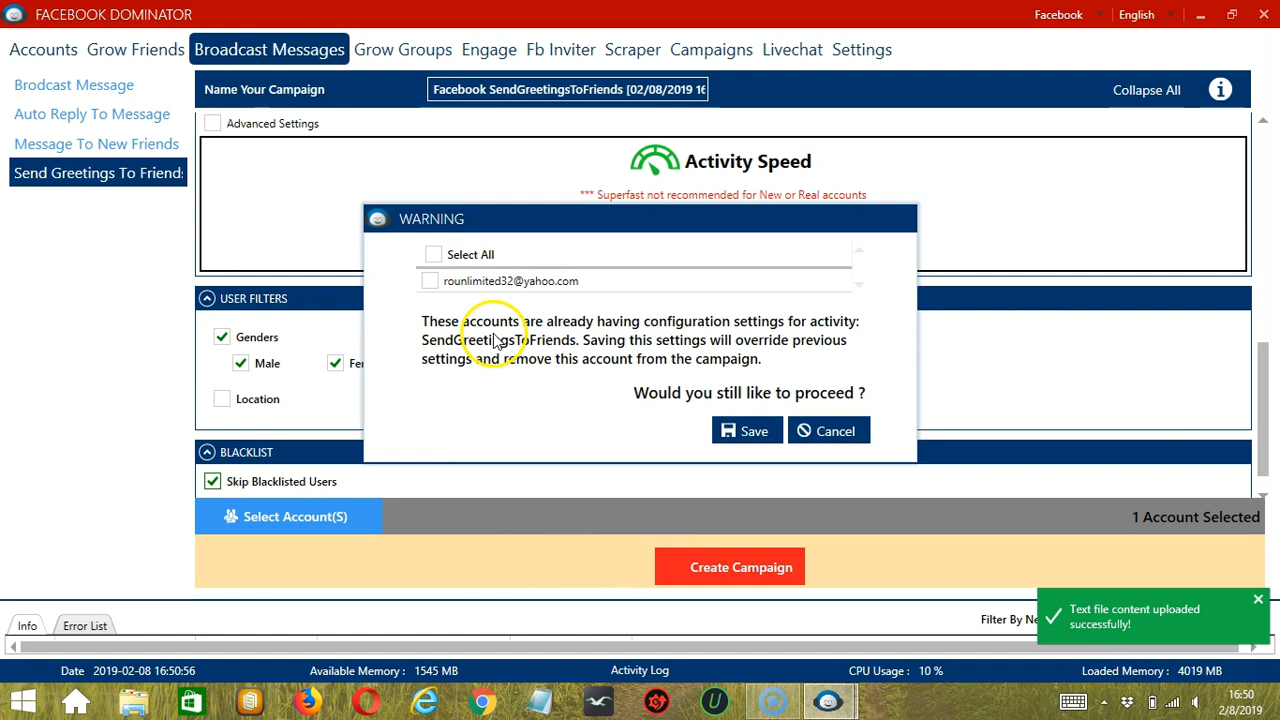 FACEBOOK DOMINATOR
Facebook
English
Accounts
Grow Friends
Broadcast Messages
Grow Groups
Engage
Fb Inviter
Scraper
Campaigns
Livechat
Settings
Brodcast Message
Auto Reply To Message
Message To New Friends
Send Greetings To Friends
Name Your Campaign
Facebook SendGreetingsToFriends [02/08/2019 16
Collapse All
Advanced Settings
Activity Speed
*** Superfast not recommended for New or Real accounts
WARNING
Select All
rounlimited32@yahoo.com
These accounts are already having configuration settings for activity:
SendGreetingsToFriends. Saving this settings will override previous
settings and remove this account from the campaign.
Would you still like to proceed ?
Save
Cancel
USER FILTERS
Genders
Male
Fe
Location
BLACKLIST
Skip Blacklisted Users
Select Account(S)
1 Account Selected
Create Campaign
Text file content uploaded
successfully!
Info
Error List
Filter By Ne
Date 2019-02-08 16:50:56
Available Memory : 1545 MB
Activity Log
CPU Usage : 10 %
Loaded Memory : 4019 MB
16:50
2/8/2019